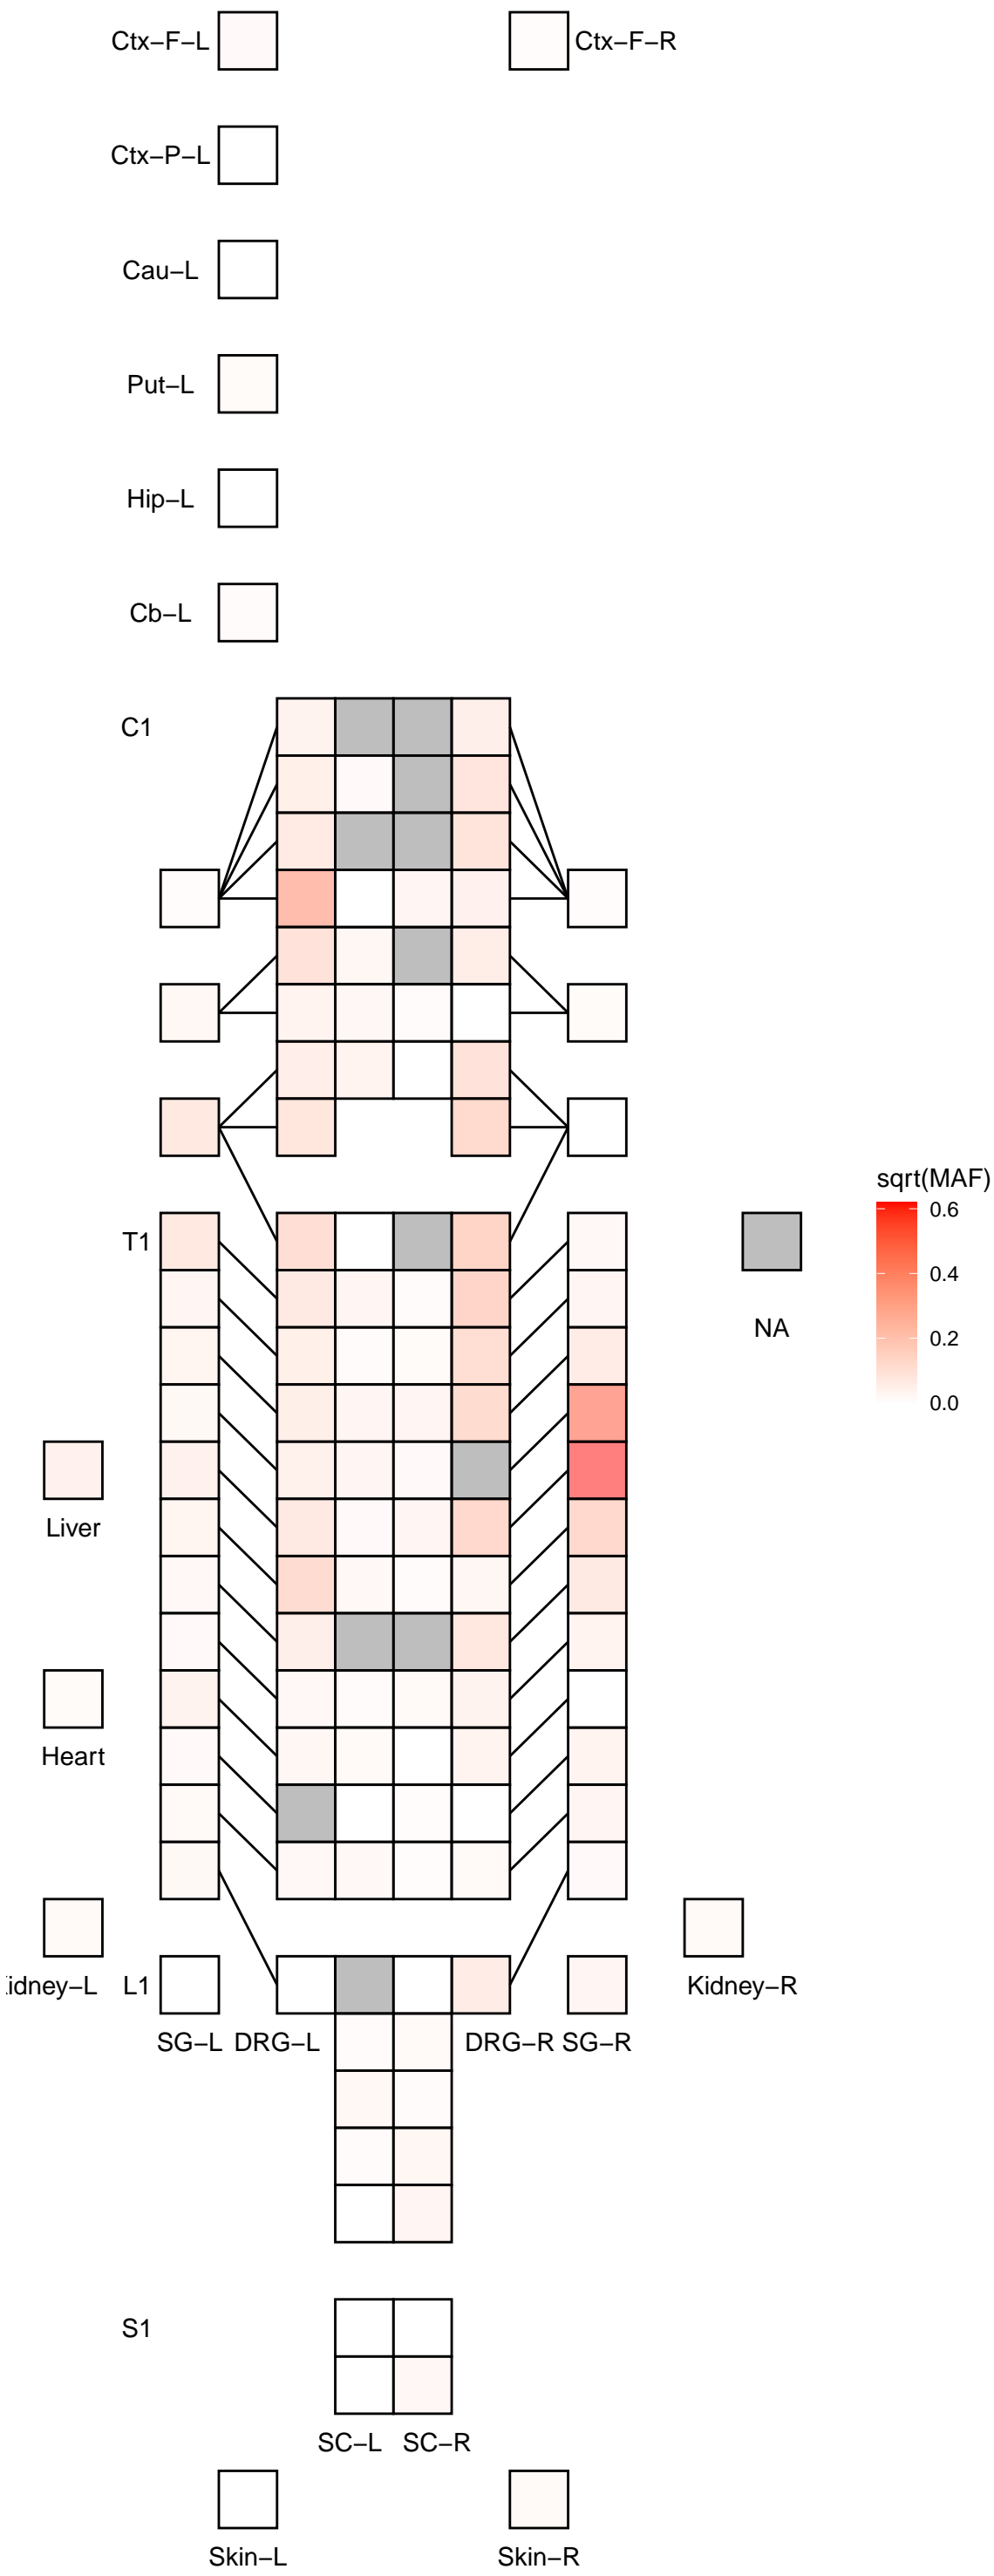 Ctx−F−L
Ctx−F−R
Ctx−P−L
Cau−L
Put−L
Hip−L
Cb−L
C1
sqrt(MAF)
0.6
0.4
0.2
0.0
T1
NA
Liver
Heart
idney−L
L1
Kidney−R
SG−L DRG−L DRG−R SG−R
S1
SC−L SC−R
Skin−L
Skin−R